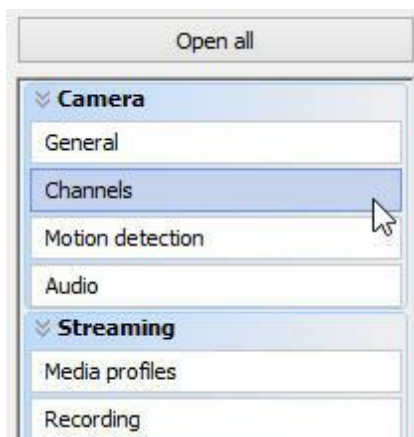 Open all
Camera
General
Channels
Motion detection
Audio
Streaming
Media profiles
Recording